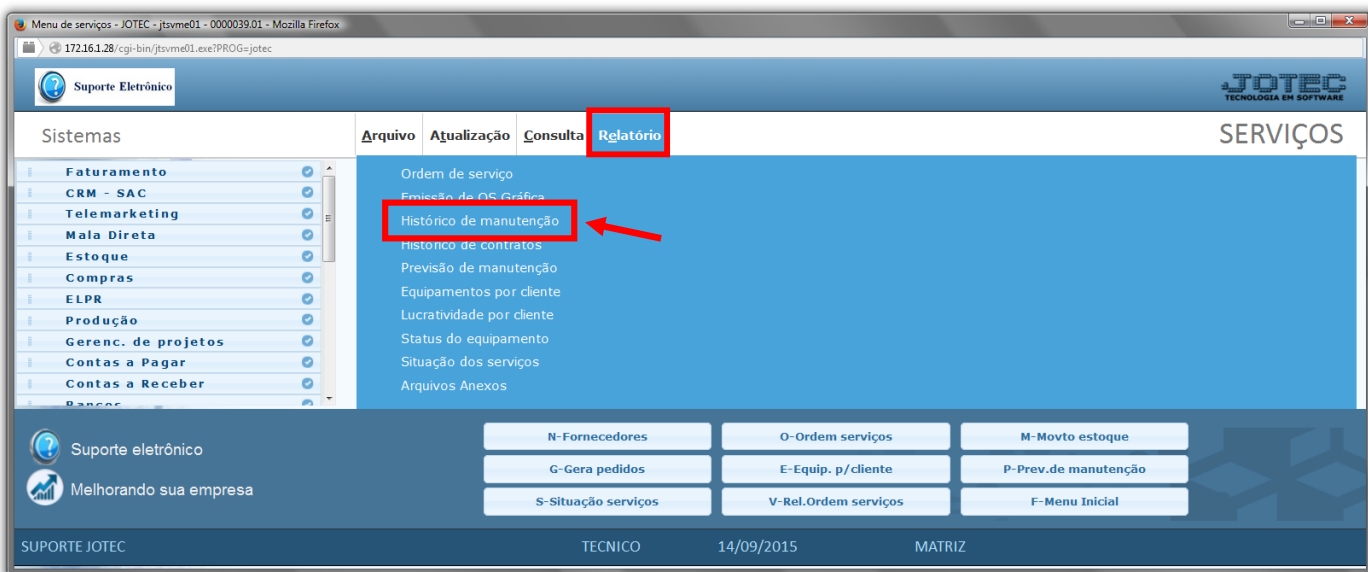 Menu de serviços - JOTEC - jtsvme01 - 0000039.01 - Mozilla Firefox
172.16.1.28/cgi-bin/jtsvme01.exe?PROG=jotec
Suporte Eletrônico
JOTEC
TECNOLOGIA EM SOFTWARE
Sistemas
Arquivo Atualização Consulta Relatório
SERVIÇOS
Faturamento
CRM - SAC
Telemarketing
Mala Direta
Estoque
Compras
ELPR
Produção
Gerenc. de projetos
Contas a Pagar
Contas a Receber
Bancos
Ordem de serviço
Emissão de OS Gráfica
Histórico de manutenção
Histórico de contratos
Previsão de manutenção
Equipamentos por cliente
Lucratividade por cliente
Status do equipamento
Situação dos serviços
Arquivos Anexos
Suporte eletrônico
Melhorando sua empresa
N-Fornecedores O-Ordem serviços M-Movto estoque
G-Gera pedidos E-Equip. p/cliente P-Prev.de manutenção
S-Situação serviços V-Rel.Ordem serviços F-Menu Inicial
SUPORTE JOTEC TECNICO 14/09/2015 MATRIZ